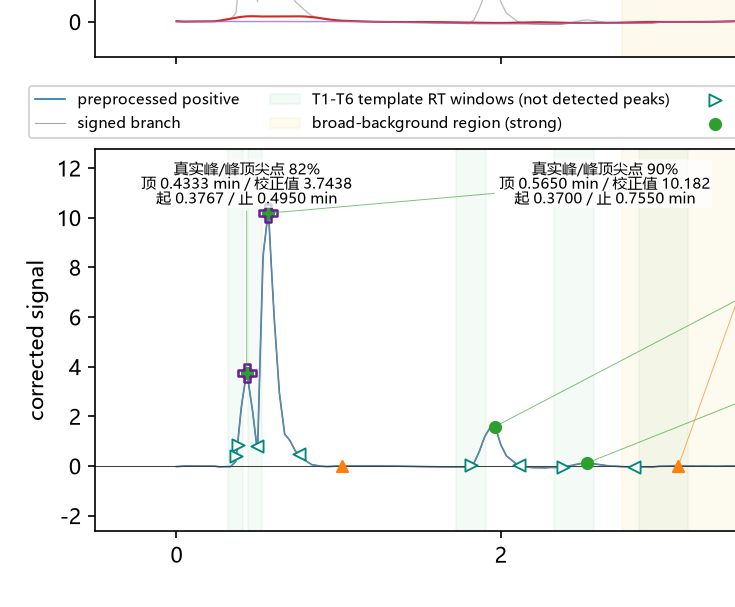 0
preprocessed positive
T1-T6 template RT windows (not detected peaks)
signed branch
broad-background region (strong)
真实峰/峰顶尖点 82%
顶 0.4333 min / 校正值 3.7438
起 0.3767 / 止 0.4950 min
真实峰/峰顶尖点 90%
顶 0.5650 min / 校正值 10.182
起 0.3700 / 止 0.7550 min
12
10
8
6
4
2
0
-2
corrected signal
0
2